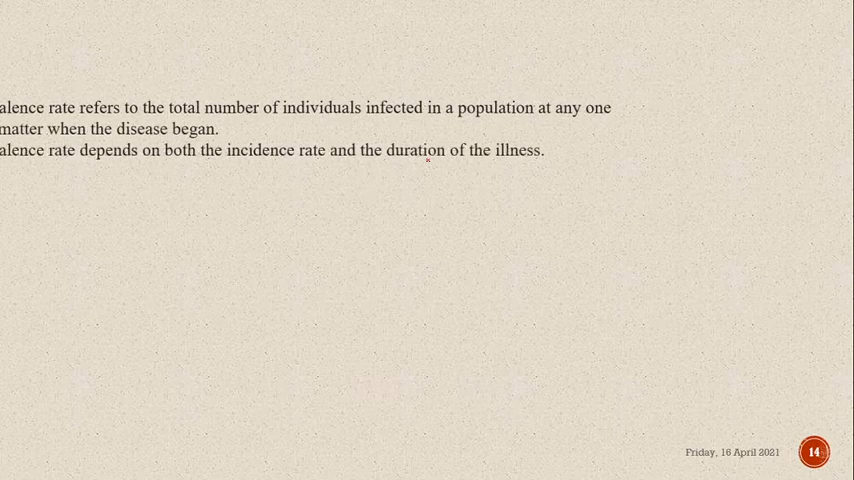 alence rate refers to the total number of individuals infected in a population at any one
matter when the disease began.
alence rate depends on both the incidence rate and the duration of the illness.
Friday, 16 April 2021
14